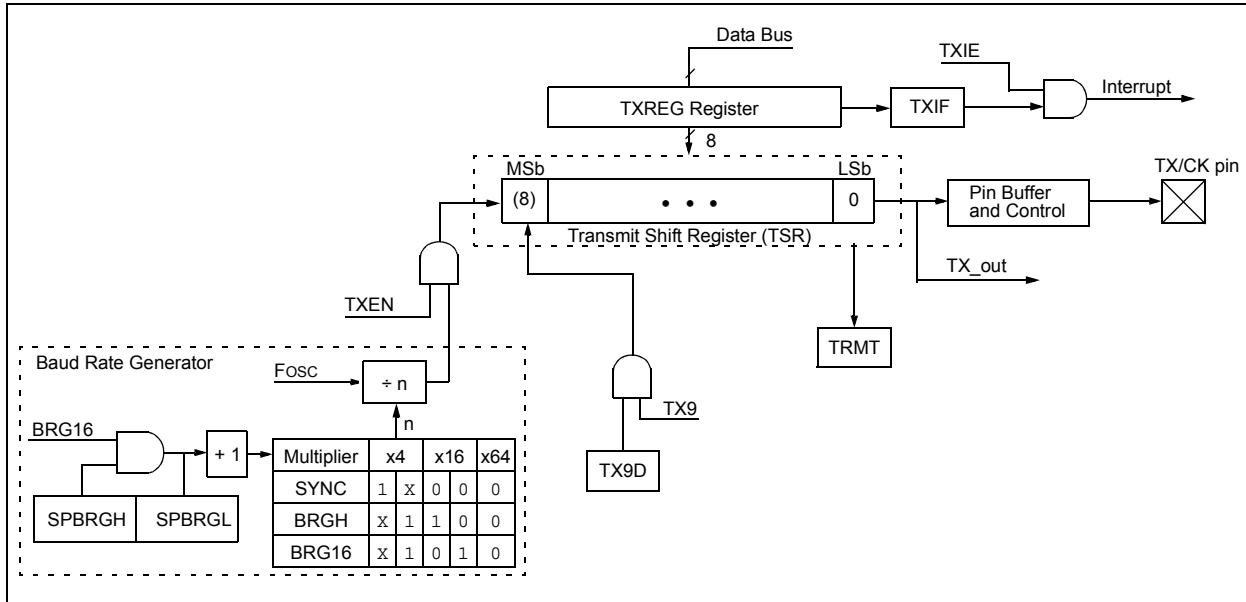 Data Bus
TXIE
Interrupt
TXREG Register
TXIF
8
MSb
LSb
TX/CK pin
(8)
• • •
0
Pin Buffer
and Control
Transmit Shift Register (TSR)
TX_out
TXEN
TRMT
Baud Rate Generator
FOSC
÷ n
TX9
n
BRG16
+ 1
Multiplier x4 x16 x64
TX9D
SYNC 1 X 0 0 0
SPBRGH SPBRGL
BRGH X 1 1 0 0
BRG16 X 1 0 1 0